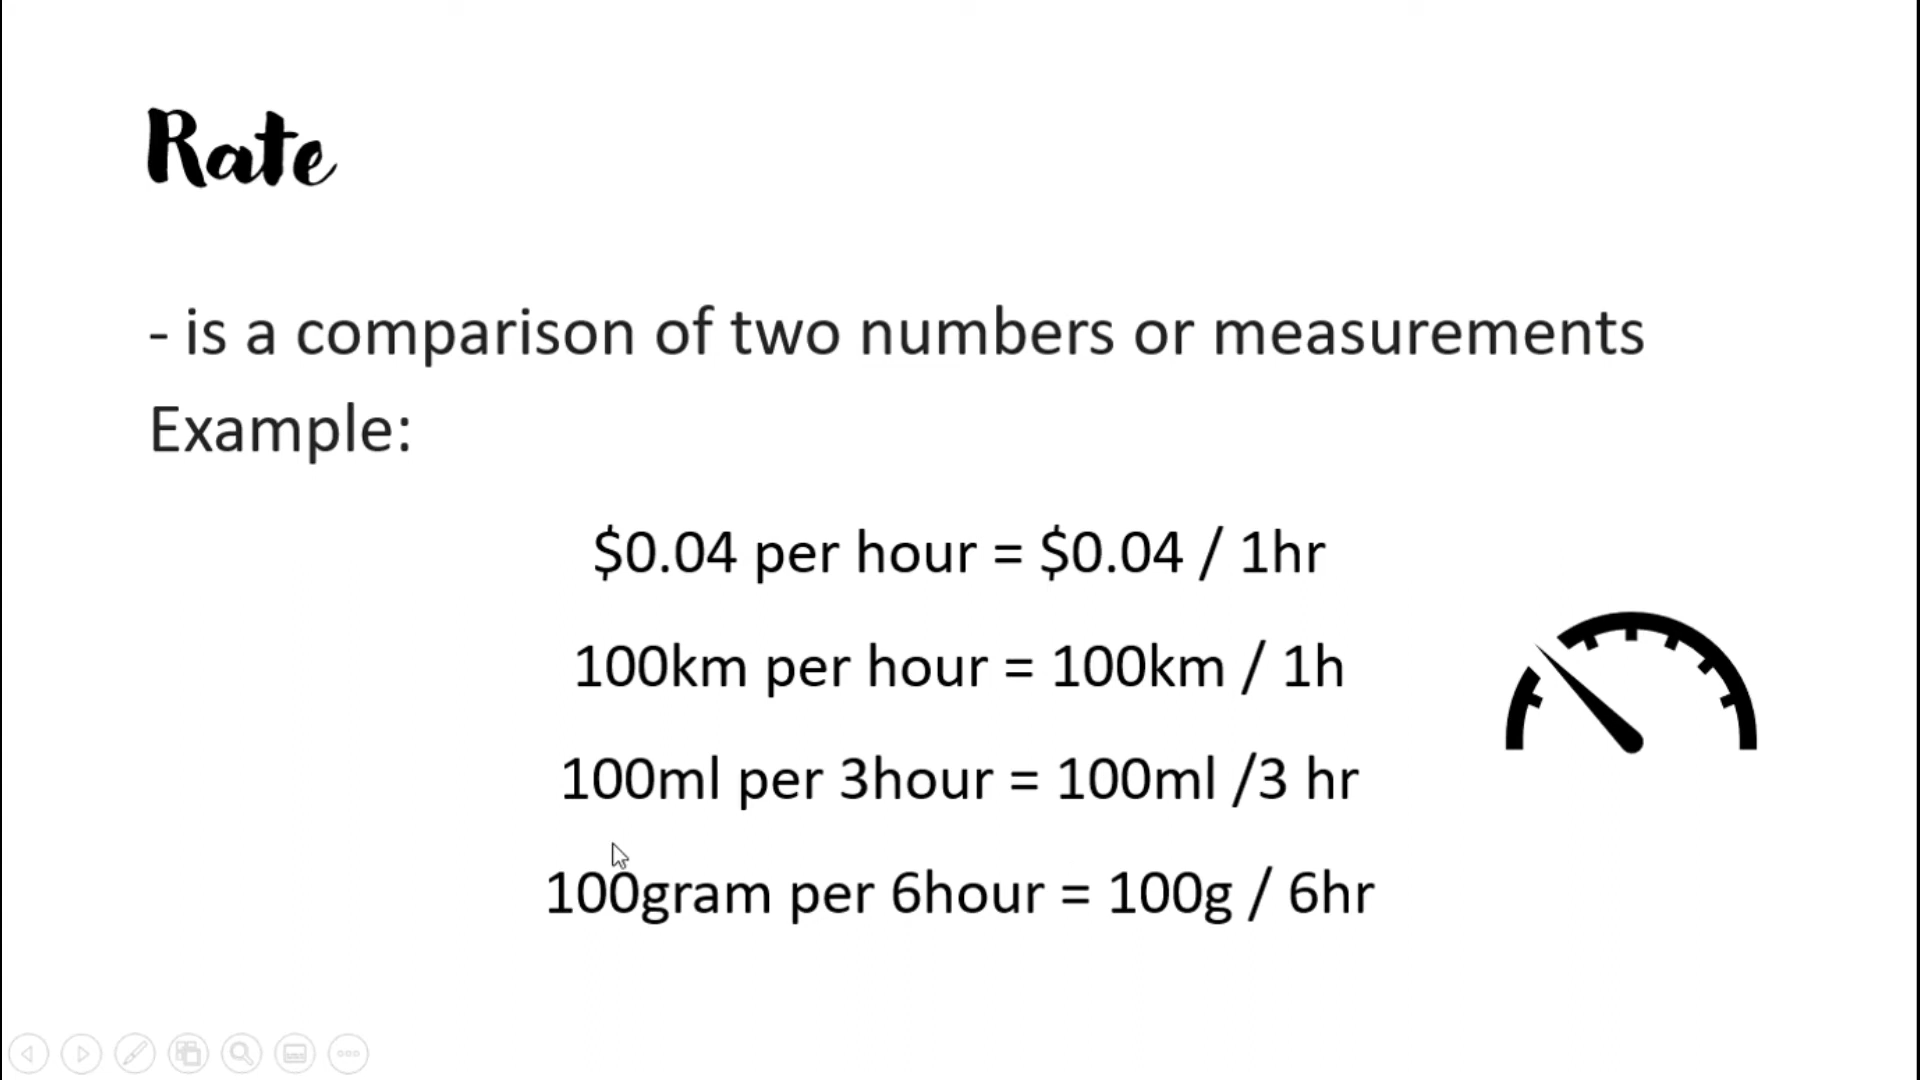 Rate
- is a comparison of two numbers or measurements
Example:
$0.04 per hour = $0.04 / 1hr
100km per hour = 100km / 1h
100ml per 3hour = 100ml /3 hr
100gram per 6hour = 100g / 6hr